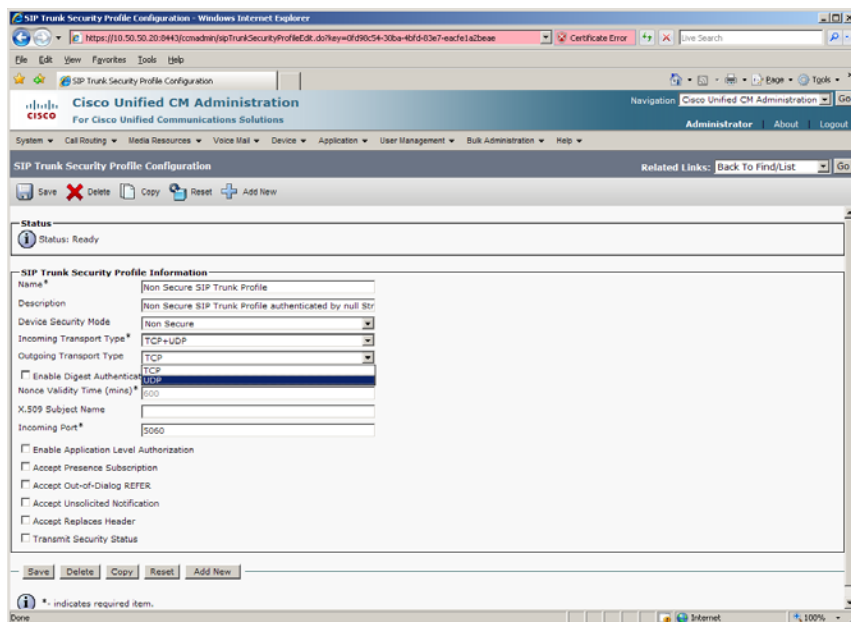 SIP Trunk Security Profile Configuration - Windows Internet Explorer
https://10.50.50.20:8443/ccmadmin/sipTrunkSecurityProfileEdit.do?key=0fd98c54-30ba-4bfd-83e7-eacfe1a2beae Certificate Error Live Search
File Edit View Favorites Tools Help
SIP Trunk Security Profile Configuration Page Tools
cisco Cisco Unified CM Administration
For Cisco Unified Communications Solutions
Navigation Cisco Unified CM Administration Go
Administrator About Logout
System Call Routing Media Resources Voice Mail Device Application User Management Bulk Administration Help
SIP Trunk Security Profile Configuration Related Links: Back To Find/List Go
Save Delete Copy Reset Add New
Status
Status: Ready
SIP Trunk Security Profile Information
Name* Non Secure SIP Trunk Profile
Description Non Secure SIP Trunk Profile authenticated by null Str
Device Security Mode Non Secure
Incoming Transport Type* TCP+UDP
Outgoing Transport Type TCP
TCP
Enable Digest Authenticat UDP
Nonce Validity Time (mins)* 600
X.509 Subject Name
Incoming Port* 5060
Enable Application Level Authorization
Accept Presence Subscription
Accept Out-of-Dialog REFER
Accept Unsolicited Notification
Accept Replaces Header
Transmit Security Status
Save Delete Copy Reset Add New
*- indicates required item.
Done Internet 100%